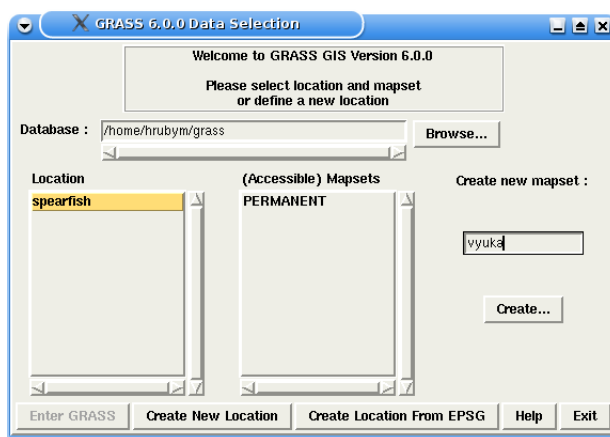 GRASS 6.0.0 Data Selection
Welcome to GRASS GIS Version 6.0.0
Please select location and mapset
or define a new location
Database :
/home/hrubym/grass
Browse...
Location
(Accessible) Mapsets
Create new mapset :
spearfish
PERMANENT
vyuka
Create...
Enter GRASS
Create New Location
Create Location From EPSG
Help
Exit